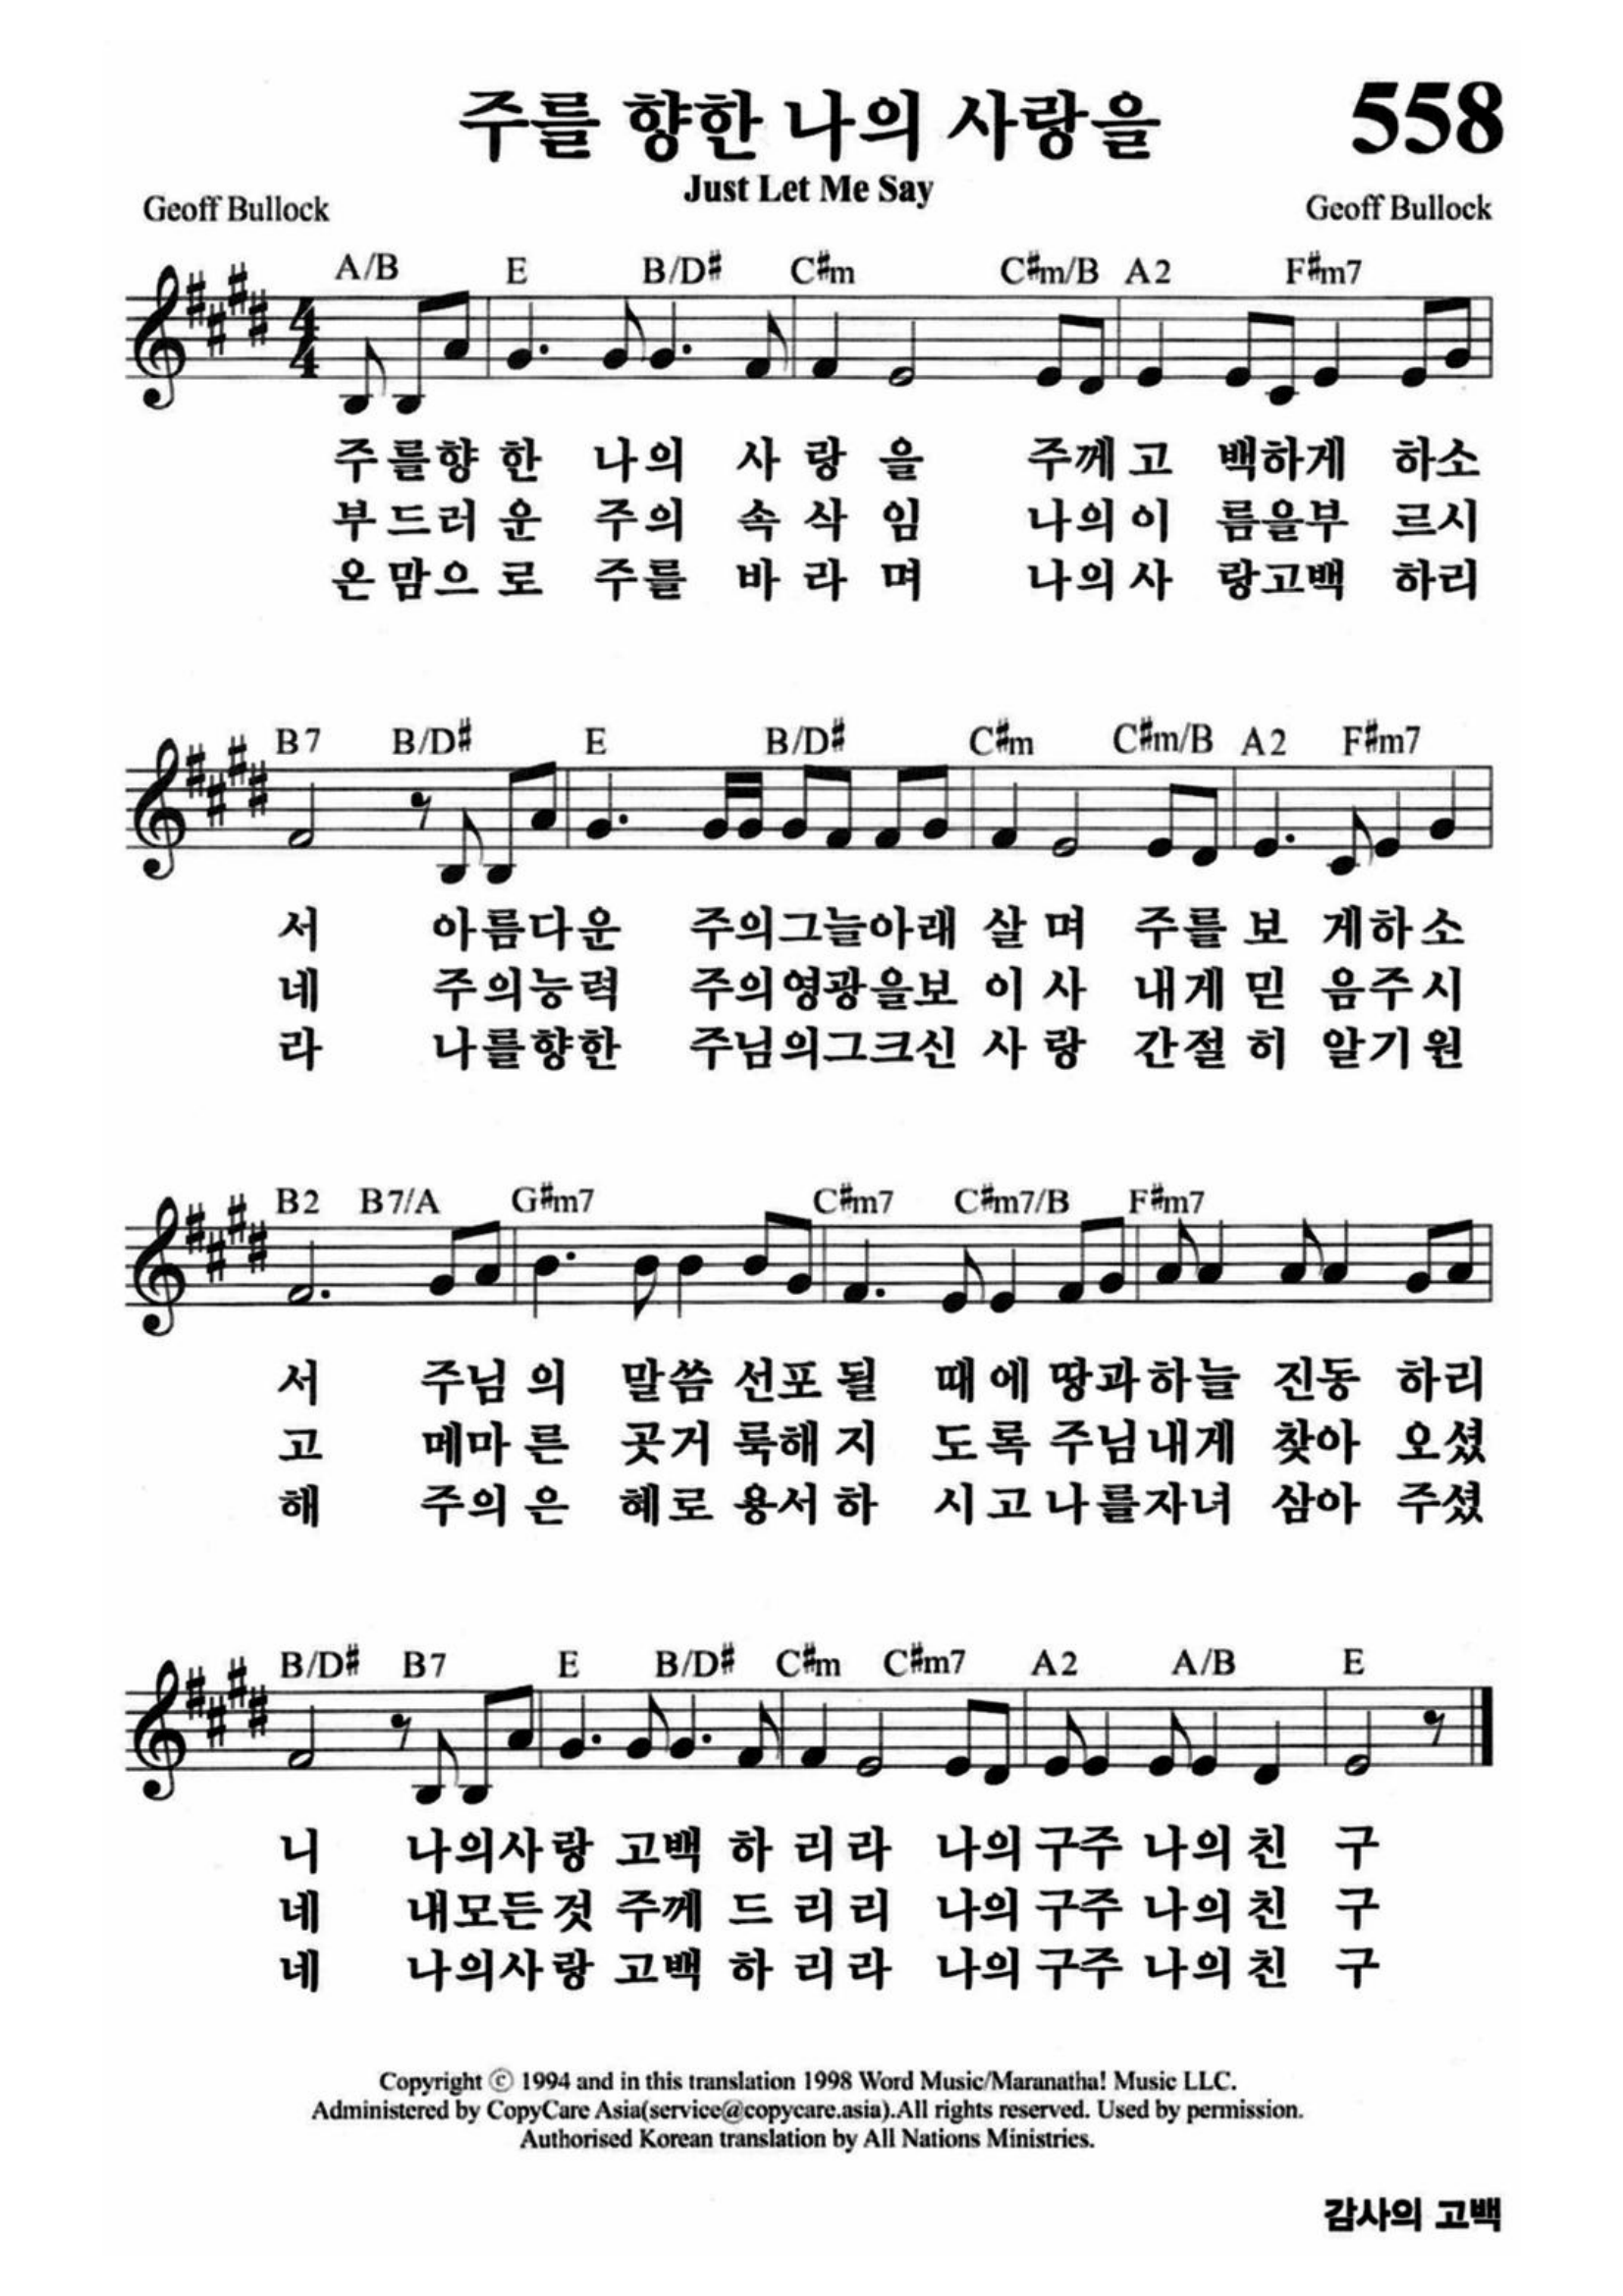 주를 향한 나의 사랑을 558
Just Let Me Say
Geoff Bullock Geoff Bullock
A/B E B/D# C#m C#m/B A2 F#m7
주를향한 나의 사랑을 주께고 백하게 하소
부드러운 주의 속삭임 나의이 름을부 르시
온맘으로 주를 바라며 나의사 랑고백 하리
B7 B/D# E B/D# C#m C#m/B A2 F#m7
서 아름다운 주의그늘아래 살며 주를 보 게하소
네 주의능력 주의영광을보 이사 내게 믿 음주시
라 나를향한 주님의그크신 사랑 간절히 알기원
B2 B7/A G#m7 C#m7 C#m7/B F#m7
서 주님의 말씀 선포될 때에 땅과하늘 진동 하리
고 메마른 곳거 룩해지 도록 주님내게 찾아 오셨
해 주의은 혜로 용서하 시고 나를자녀 삼아 주셨
B/D# B7 E B/D# C#m C#m7 A2 A/B E
니 나의사랑 고백 하리라 나의구주 나의친 구
네 내모든것 주께 드리리 나의구주 나의친 구
네 나의사랑 고백 하리라 나의구주 나의친 구
Copyright © 1994 and in this translation 1998 Word Music/Maranatha! Music LLC.
Administered by CopyCare Asia(service@copycare.asia).All rights reserved. Used by permission.
Authorised Korean translation by All Nations Ministries.
감사의 고백